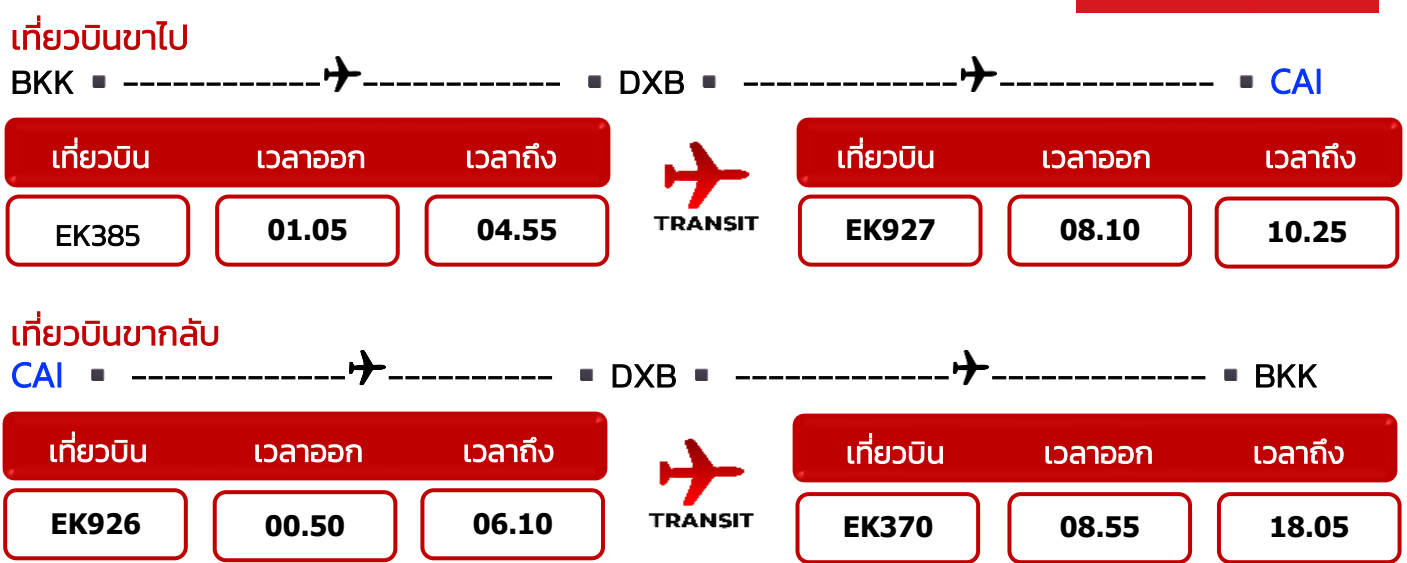 เที่ยวบินขาไป
BKK DXB CAI
เที่ยวบิน เวลาออก เวลาถึง เที่ยวบิน เวลาออก เวลาถึง
EK385 01.05 04.55 TRANSIT EK927 08.10 10.25
เที่ยวบินขากลับ
CAI DXB BKK
เที่ยวบิน เวลาออก เวลาถึง เที่ยวบิน เวลาออก เวลาถึง
EK926 00.50 06.10 TRANSIT EK370 08.55 18.05